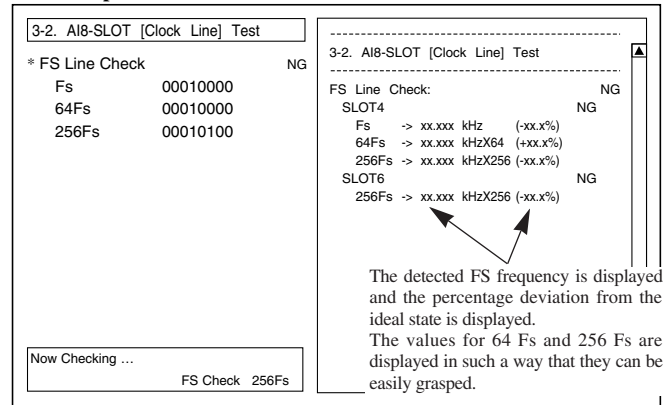 3-2. AI8-SLOT [Clock Line] Test
* FS Line Check NG
Fs 00010000
64Fs 00010000
256Fs 00010100
Now Checking ...
FS Check 256Fs
3-2. AI8-SLOT [Clock Line] Test
FS Line Check: NG
SLOT4 NG
Fs -> xx.xxx kHz (-xx.x%)
64Fs -> xx.xxx kHzX64 (+xx.x%)
256Fs -> xx.xxx kHzX256 (-xx.x%)
SLOT6 NG
256Fs -> xx.xxx kHzX256 (-xx.x%)
The detected FS frequency is displayed
and the percentage deviation from the
ideal state is displayed.
The values for 64 Fs and 256 Fs are
displayed in such a way that they can be
easily grasped.